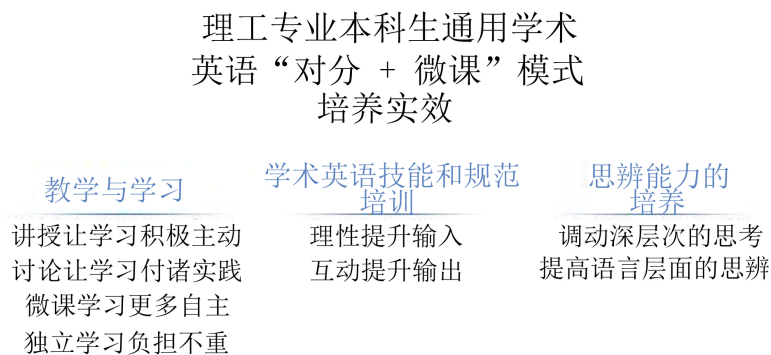 理工专业本科生通用学术
英语“对分 + 微课”模式
培养实效
教学与学习
讲授让学习积极主动
讨论让学习付诸实践
微课学习更多自主
独立学习负担不重
学术英语技能和规范
培训
理性提升输入
互动提升输出
思辨能力的
培养
调动深层次的思考
提高语言层面的思辨